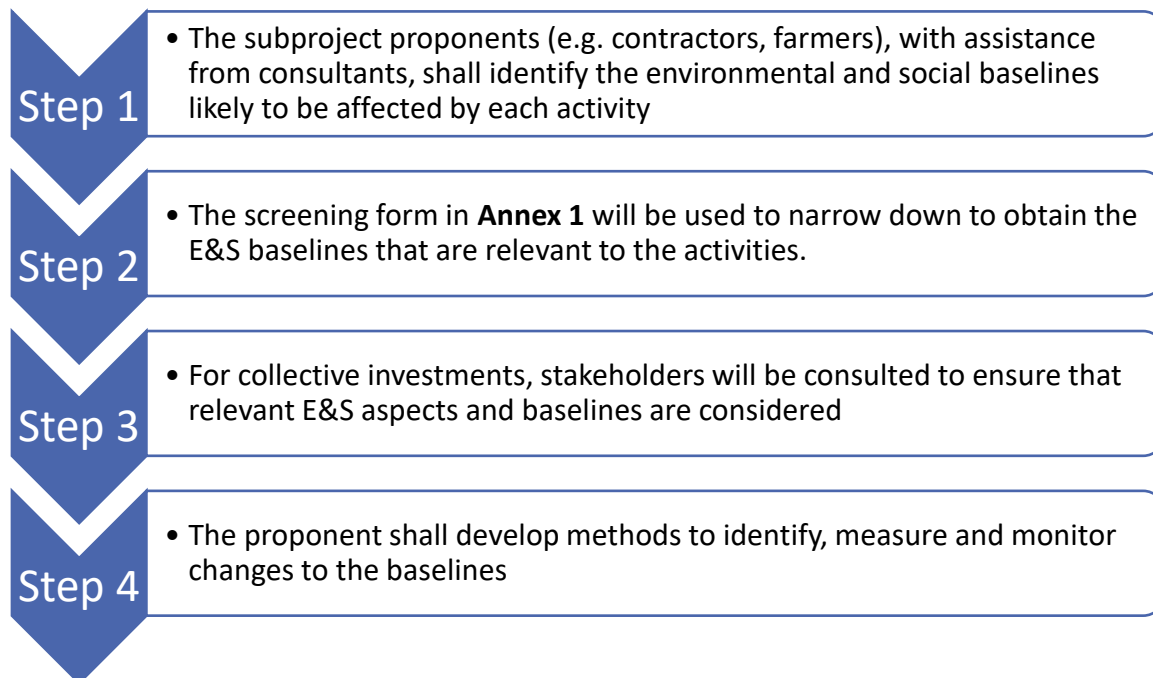 Step 1
• The subproject proponents (e.g. contractors, farmers), with assistance
from consultants, shall identify the environmental and social baselines
likely to be affected by each activity
Step 2
• The screening form in Annex 1 will be used to narrow down to obtain the
E&S baselines that are relevant to the activities.
Step 3
• For collective investments, stakeholders will be consulted to ensure that
relevant E&S aspects and baselines are considered
Step 4
• The proponent shall develop methods to identify, measure and monitor
changes to the baselines